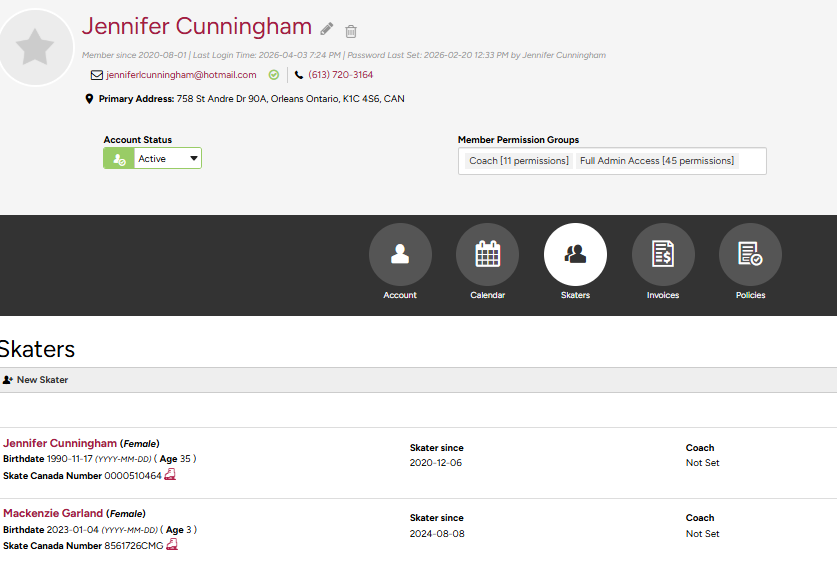 Jennifer Cunningham
Member since 2020-08-01 | Last Login Time: 2026-04-03 7:24 PM | Password Last Set: 2026-02-20 12:33 PM by Jennifer Cunningham
jenniferlcunningham@hotmail.com (613) 720-3164
Primary Address: 758 St Andre Dr 90A, Orleans Ontario, K1C 4S6, CAN
Account Status
Active
Member Permission Groups
Coach [11 permissions] Full Admin Access [45 permissions]
Account Calendar Skaters Invoices Policies
Skaters
New Skater
Jennifer Cunningham (Female)
Birthdate 1990-11-17 (YYYY-MM-DD) ( Age 35 )
Skate Canada Number 0000510464
Skater since
2020-12-06
Coach
Not Set
Mackenzie Garland (Female)
Birthdate 2023-01-04 (YYYY-MM-DD) ( Age 3 )
Skate Canada Number 8561726CMG
Skater since
2024-08-08
Coach
Not Set